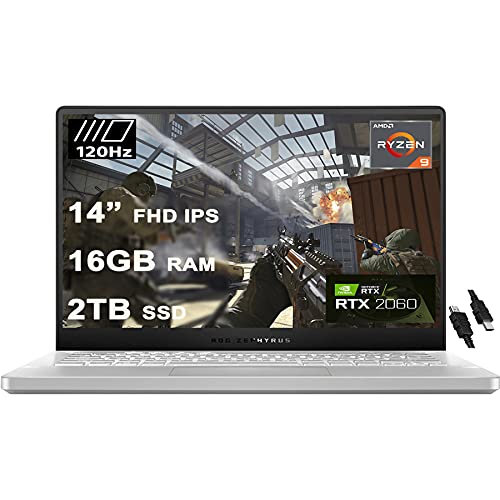 120Hz
AMD
RYZEN
9
14” FHD IPS
16GB RAM
2TB SSD
NVIDIA
GEFORCE
RTX
RTX 2060
ROG ZEPHYRUS